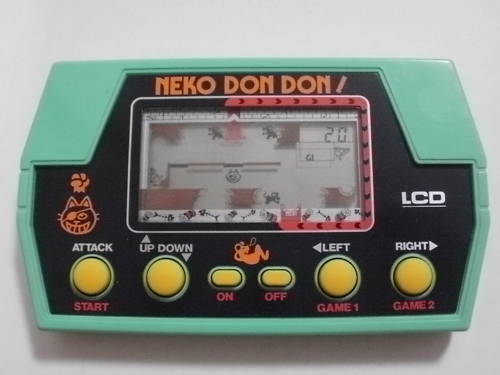 NEKO DON DON!
20
LCD
ATTACK
UP DOWN
LEFT
RIGHT
START
ON
OFF
GAME 1
GAME 2